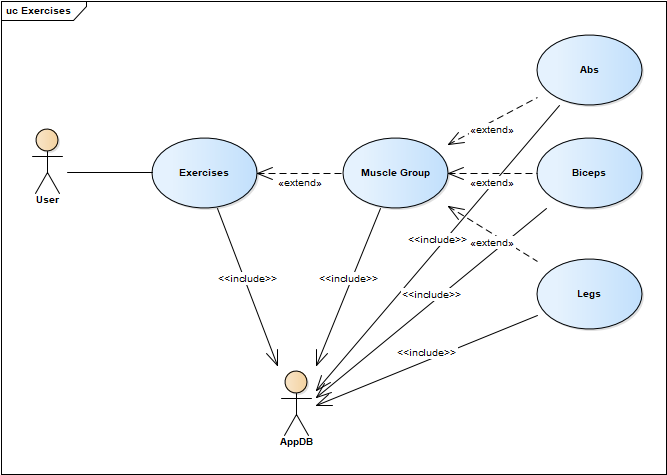 uc Exercises
Abs
«extend»
User
Exercises
«extend»
Muscle Group
«extend»
Biceps
<<include>>
«extend»
<<include>>
<<include>>
<<include>>
Legs
<<include>>
AppDB